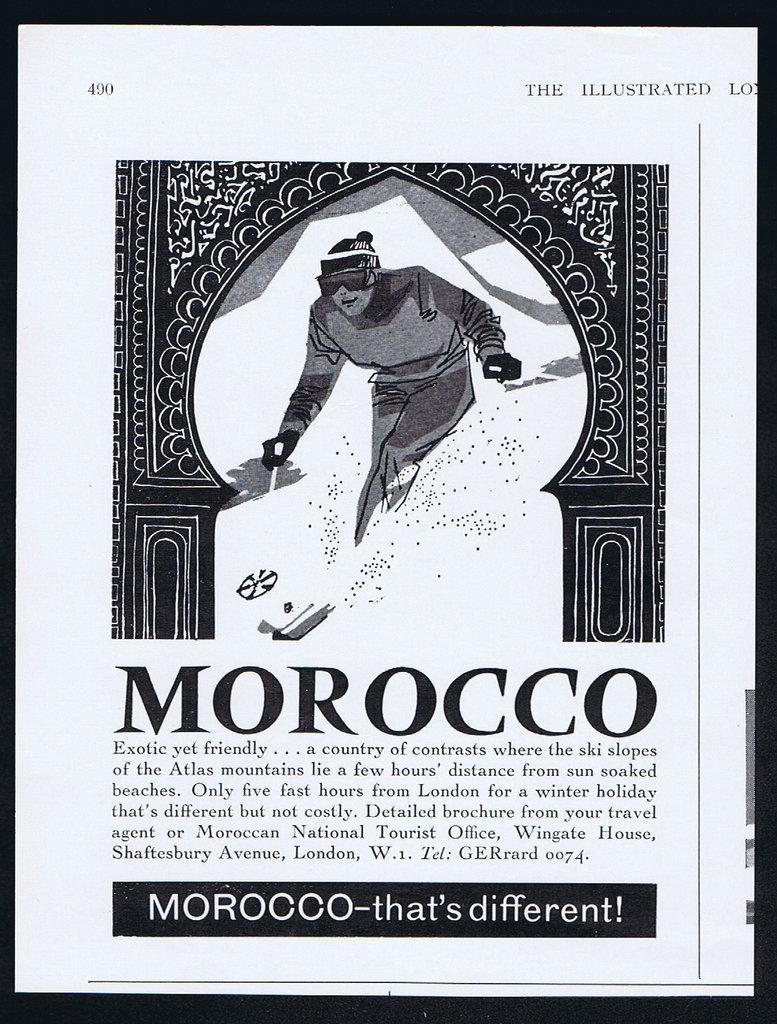 490
THE ILLUSTRATED
MOROCCO
Exotic yet friendly . . . a country of contrasts where the ski slopes
of the Atlas mountains lie a few hours' distance from sun soaked
beaches. Only five fast hours from London for a winter holiday
that's different but not costly. Detailed brochure from your travel
agent or Moroccan National Tourist Office, Wingate House,
Shaftesbury Avenue, London, W.1. Tel: GERrard 0074.
MOROCCO–that's different!